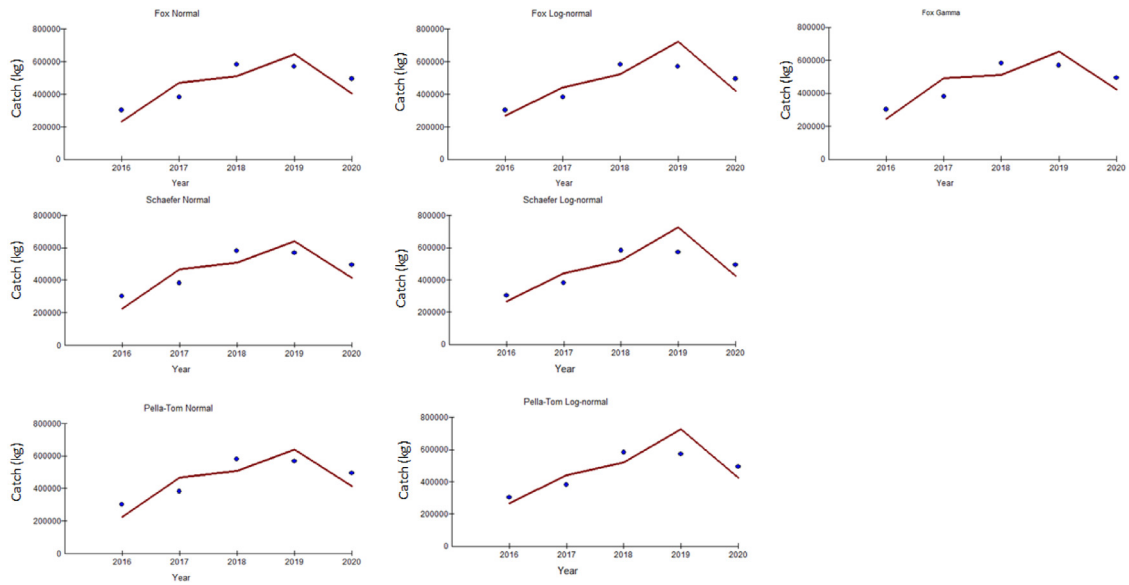 Fox Normal
800000
600000
400000
200000
0
Catch (kg)
2016 2017 2018 2019 2020
Year
Fox Log-normal
800000
600000
400000
200000
0
Catch (kg)
2016 2017 2018 2019 2020
Year
Fox Gamma
800000
600000
400000
200000
0
Catch (kg)
2016 2017 2018 2019 2020
Year
Schaefer Normal
800000
600000
400000
200000
0
Catch (kg)
2016 2017 2018 2019 2020
Year
Schaefer Log-normal
800000
600000
400000
200000
0
Catch (kg)
2016 2017 2018 2019 2020
Year
Pella-Tom Normal
800000
600000
400000
200000
0
Catch (kg)
2016 2017 2018 2019 2020
Year
Pella-Tom Log-normal
800000
600000
400000
200000
0
Catch (kg)
2016 2017 2018 2019 2020
Year